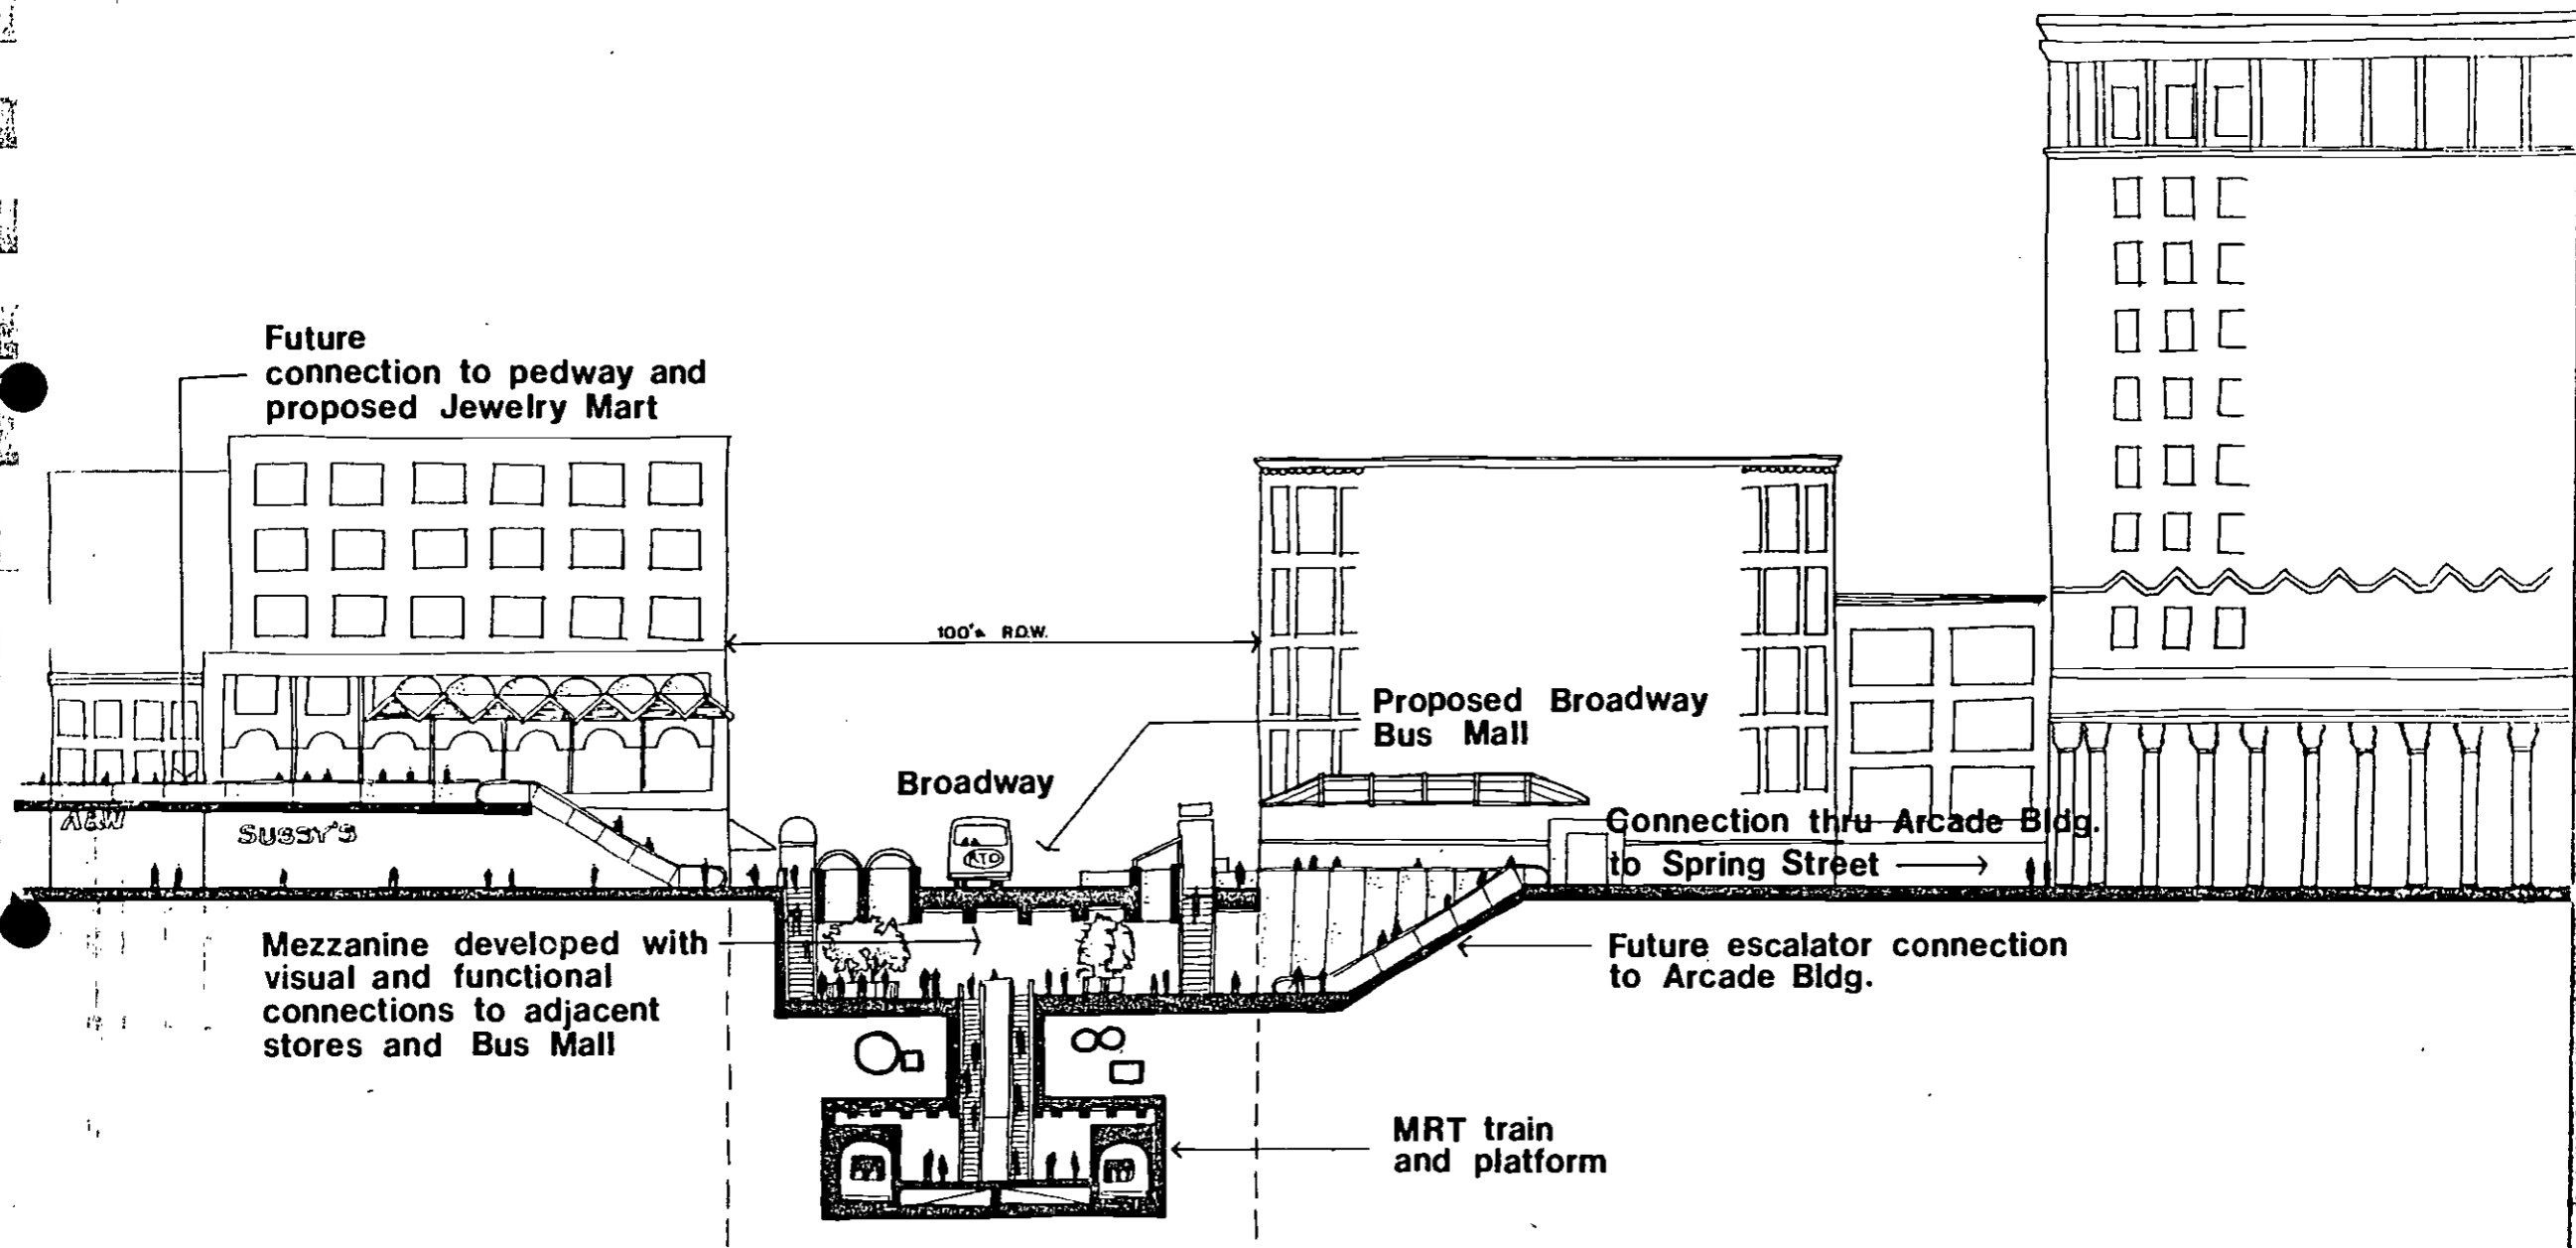 Future
connection to pedway and
proposed Jewelry Mart
100'± R.O.W.
Proposed Broadway
Bus Mall
Broadway
A&W
SUSSY'S
RTD
Connection thru Arcade Bldg.
to Spring Street
Mezzanine developed with
visual and functional
connections to adjacent
stores and Bus Mall
Future escalator connection
to Arcade Bldg.
MRT train
and platform